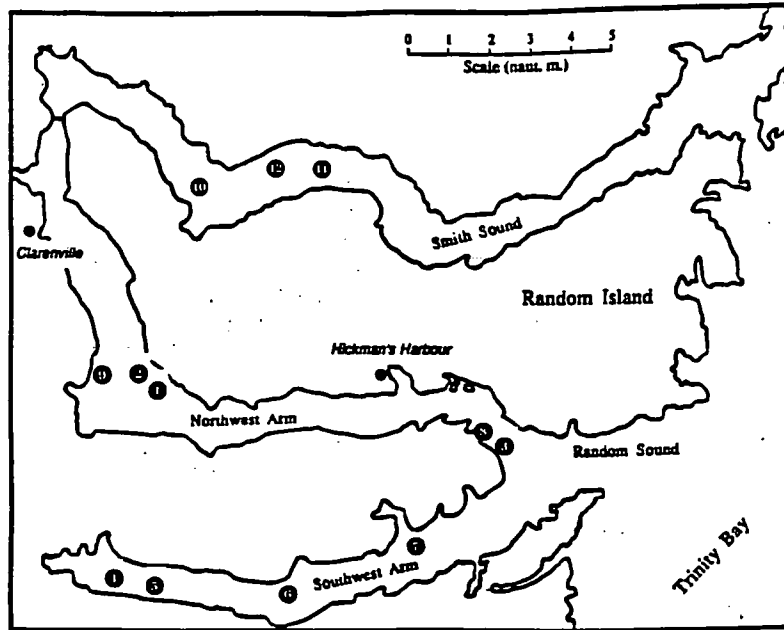 0 1 2 3 4 5
Scale (naut. m.)
12 11
10
Smith Sound
Clarenville
Random Island
Hickman's Harbour
9 2
1
Northwest Arm
Random Sound
3
7
4 5
6
Southwest Arm
Trinity Bay